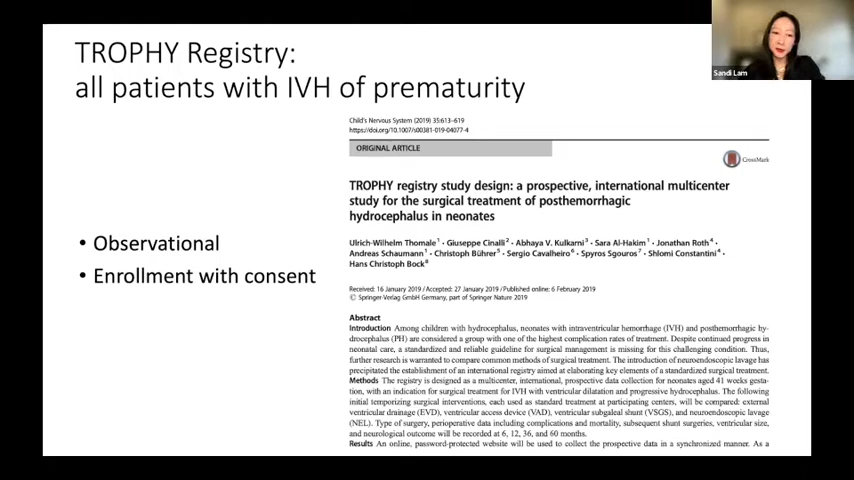 TROPHY Registry:
all patients with IVH of prematurity
Sandi Lam
Child's Nervous System (2019) 35:613–619
https://doi.org/10.1007/s00381-019-04077-4
ORIGINAL ARTICLE
CrossMark
TROPHY registry study design: a prospective, international multicenter
study for the surgical treatment of posthemorrhagic
hydrocephalus in neonates
• Observational
• Enrollment with consent
Ulrich-Wilhelm Thomale1 · Giuseppe Cinalli2 · Abhaya V. Kulkarni3 · Sara Al-Hakim1 · Jonathan Roth4 ·
Andreas Schaumann1 · Christoph Bührer5 · Sergio Cavalheiro6 · Spyros Sgouros7 · Shlomi Constantini4 ·
Hans Christoph Bock8
Received: 16 January 2019 / Accepted: 27 January 2019 / Published online: 6 February 2019
© Springer-Verlag GmbH Germany, part of Springer Nature 2019
Abstract
Introduction Among children with hydrocephalus, neonates with intraventricular hemorrhage (IVH) and posthemorrhagic hy-
drocephalus (PH) are considered a group with one of the highest complication rates of treatment. Despite continued progress in
neonatal care, a standardized and reliable guideline for surgical management is missing for this challenging condition. Thus,
further research is warranted to compare common methods of surgical treatment. The introduction of neuroendoscopic lavage has
precipitated the establishment of an international registry aimed at elaborating key elements of a standardized surgical treatment.
Methods The registry is designed as a multicenter, international, prospective data collection for neonates aged 41 weeks gesta-
tion, with an indication for surgical treatment for IVH with ventricular dilatation and progressive hydrocephalus. The following
initial temporizing surgical interventions, each used as standard treatment at participating centers, will be compared: external
ventricular drainage (EVD), ventricular access device (VAD), ventricular subgaleal shunt (VSGS), and neuroendoscopic lavage
(NEL). Type of surgery, perioperative data including complications and mortality, subsequent shunt surgeries, ventricular size,
and neurological outcome will be recorded at 6, 12, 36, and 60 months.
Results An online, password-protected website will be used to collect the prospective data in a synchronized manner. As a